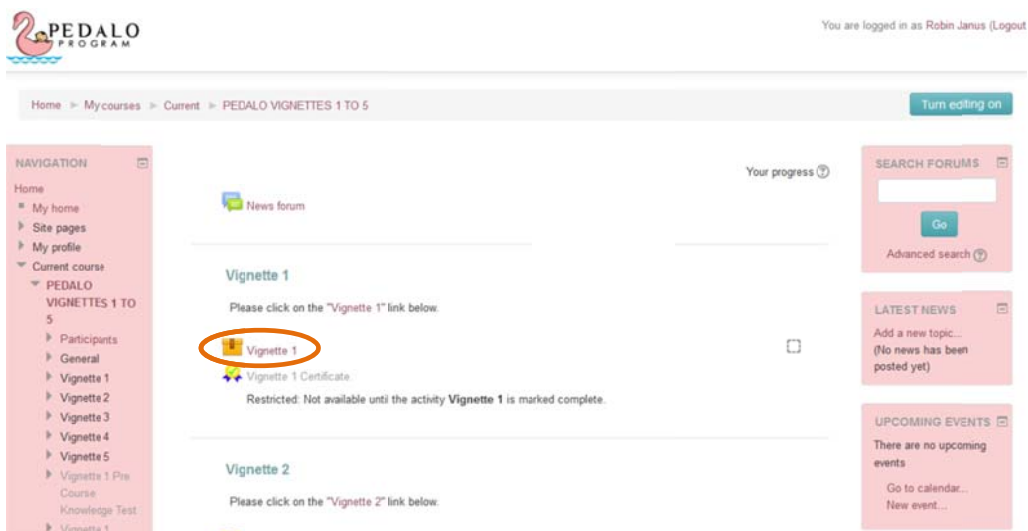 PEDALO
PROGRAM
You are logged in as Robin Janus (Logout
Home ► My courses ► Current ► PEDALO VIGNETTES 1 TO 5
Turn editing on
NAVIGATION
Home
My home
Site pages
My profile
Current course
PEDALO
VIGNETTES 1 TO
5
Participants
General
Vignette 1
Vignette 2
Vignette 3
Vignette 4
Vignette 5
Vignette 1 Pre
Course
Knowledge Test
Vignette 1
Your progress
News forum
Vignette 1
Please click on the "Vignette 1" link below.
Vignette 1
Vignette 1 Certificate
Restricted: Not available until the activity Vignette 1 is marked complete.
Vignette 2
Please click on the "Vignette 2" link below.
SEARCH FORUMS
Go
Advanced search
LATEST NEWS
Add a new topic...
(No news has been
posted yet)
UPCOMING EVENTS
There are no upcoming
events
Go to calendar...
New event...